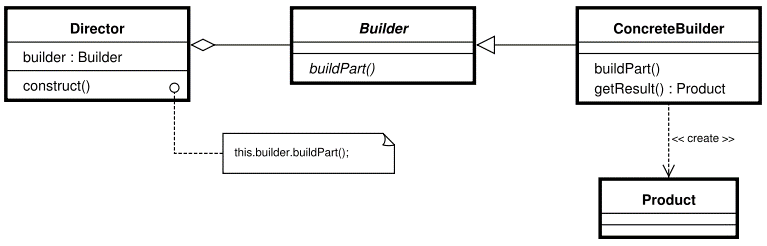 Director
builder : Builder
construct()
this.builder.buildPart();
Builder
buildPart()
ConcreteBuilder
buildPart()
getResult() : Product
<< create >>
Product